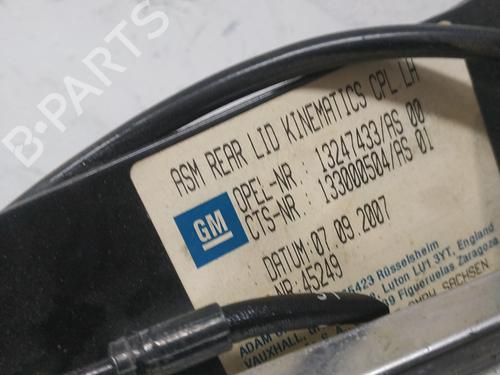 B-PARTS
ASM REAR LID KINEMATICS CPL LH
OPEL-NR. 13247433/AS 00
CTS-NR.: 133000504/AS 01
GM
DATUM: 07.09.2007
NR. 45249
65423 Rüsselsheim
Luton LU1 3YT, England
Figueruelas Zaragoza
ADAM
VAUXHALL,
SACHSEN